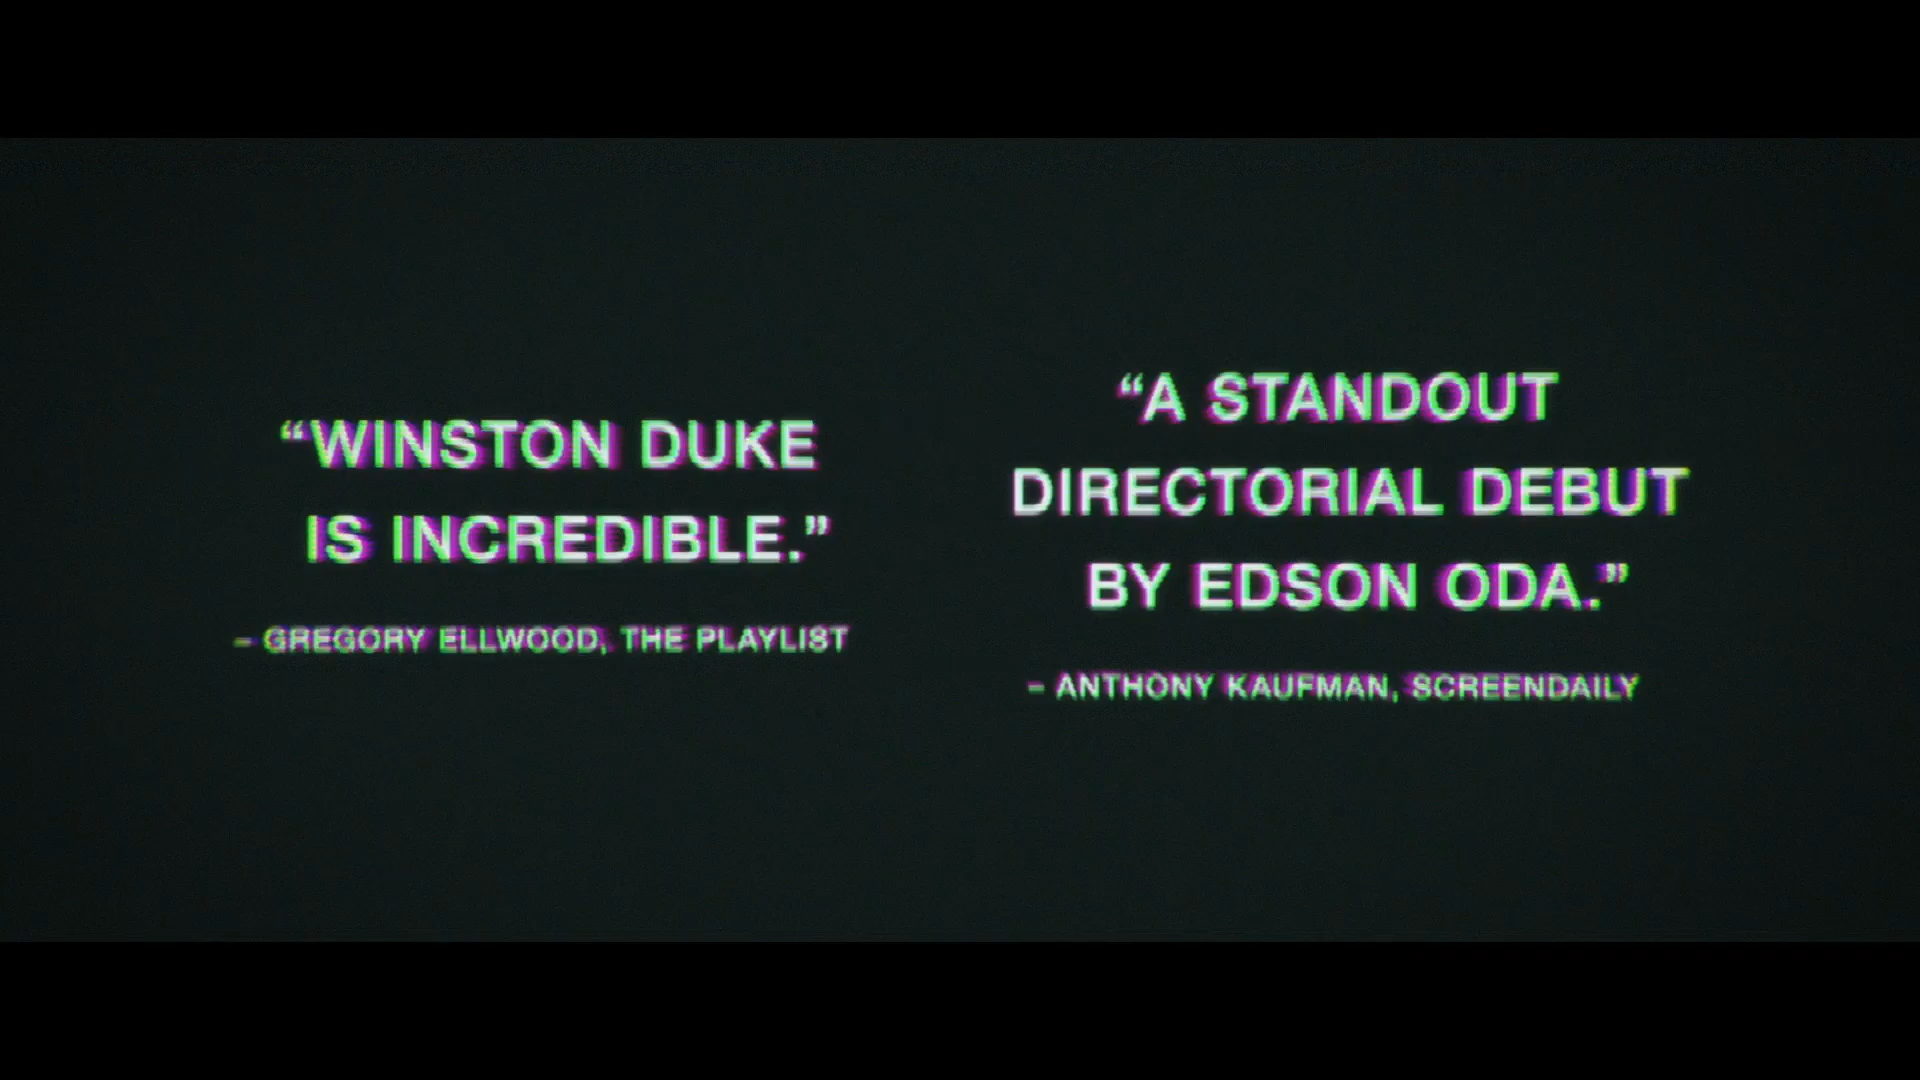 “WINSTON DUKE
IS INCREDIBLE.”
– GREGORY ELLWOOD, THE PLAYLIST
“A STANDOUT
DIRECTORIAL DEBUT
BY EDSON ODA.”
– ANTHONY KAUFMAN, SCREENDAILY